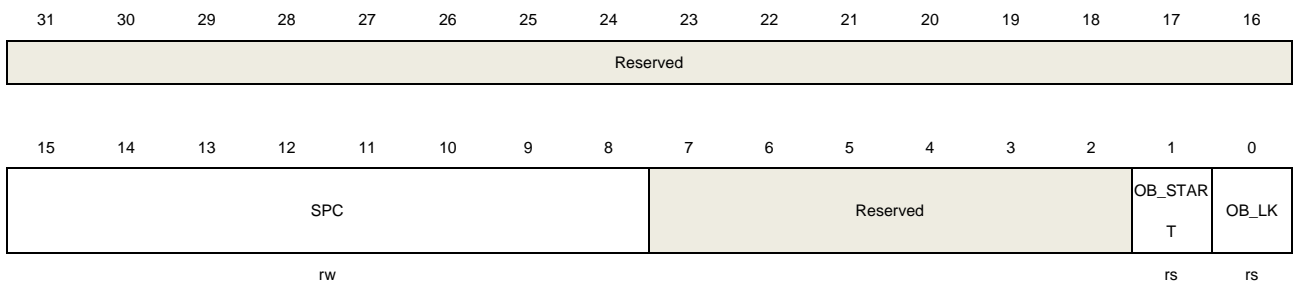 31 30 29 28 27 26 25 24 23 22 21 20 19 18 17 16
Reserved
15 14 13 12 11 10 9 8 7 6 5 4 3 2 1 0
SPC Reserved OB_STAR
T OB_LK
rw rs rs